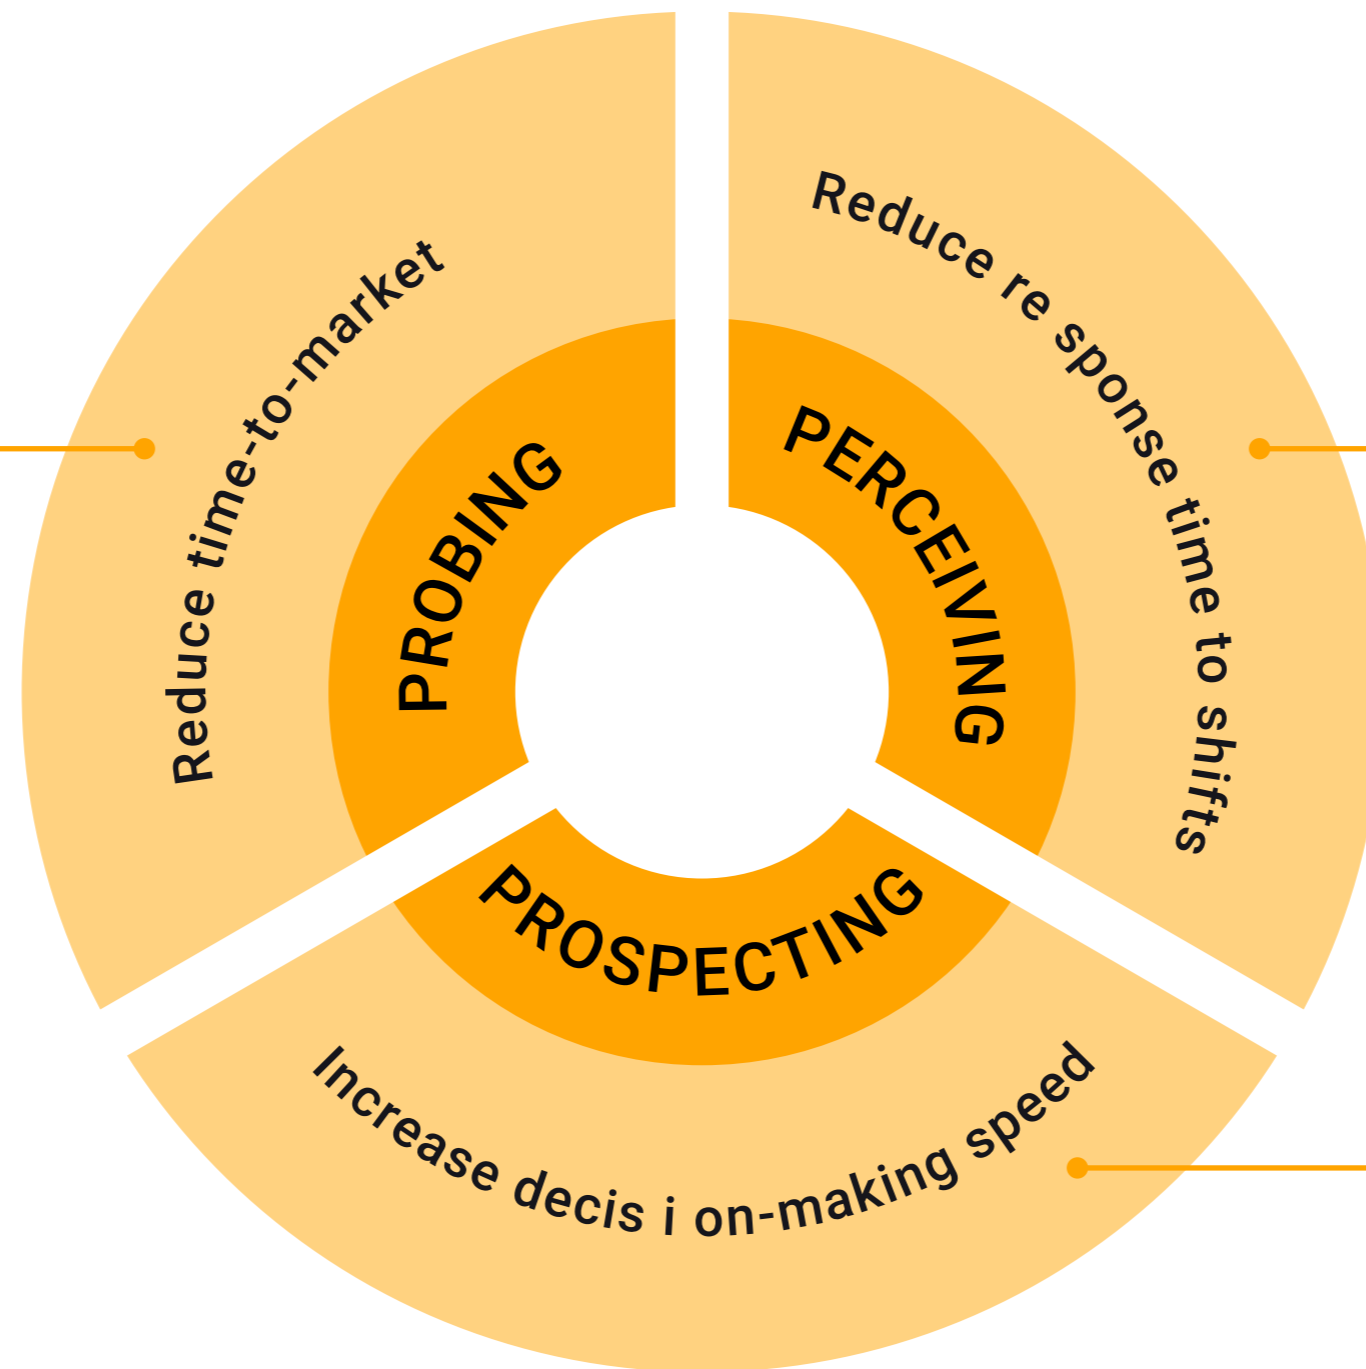 Reduce time-to-market
PROBING
Reduce re sponse time to shifts
PERCEIVING
PROSPECTING
Increase decis i on-making speed